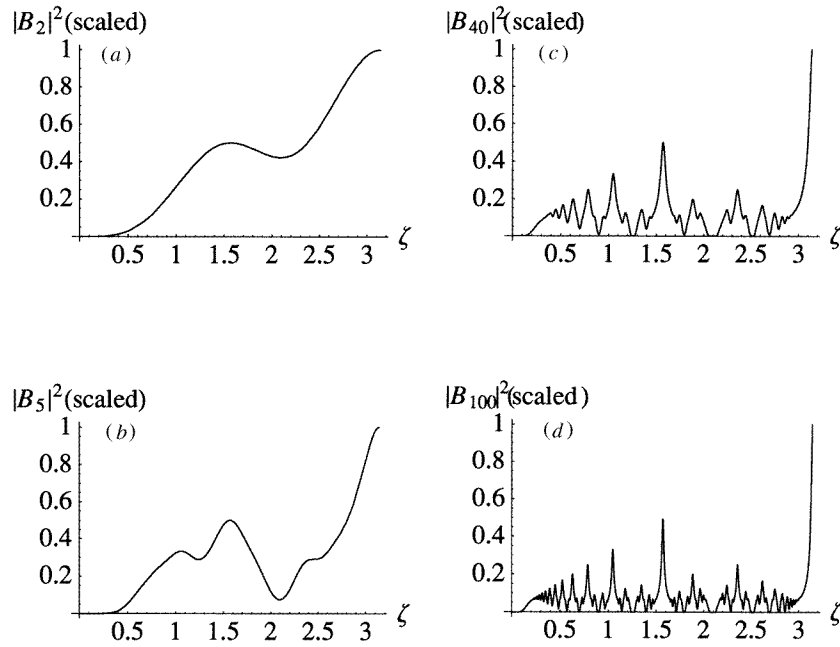 |B₂|² (scaled)
(a)
1
0.8
0.6
0.4
0.2
0.5 1 1.5 2 2.5 3 ζ
|B₄₀|² (scaled)
(c)
1
0.8
0.6
0.4
0.2
0.5 1 1.5 2 2.5 3 ζ
|B₅|² (scaled)
(b)
1
0.8
0.6
0.4
0.2
0.5 1 1.5 2 2.5 3 ζ
|B₁₀₀|² (scaled)
(d)
1
0.8
0.6
0.4
0.2
0.5 1 1.5 2 2.5 3 ζ